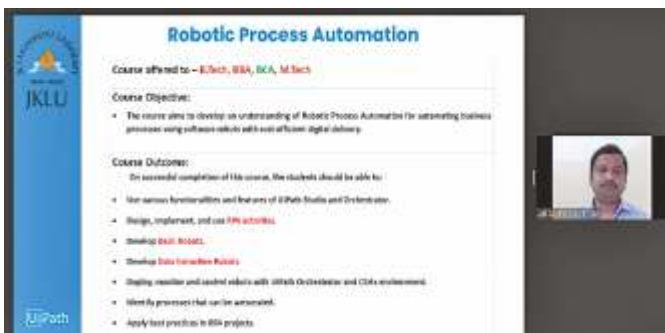 Robotic Process Automation
Course offered to – B.Tech, BBA, BCA, M.Tech
JKLU
Course Objective:
• The course aims to develop an understanding of Robotic Process Automation for automating business
processes using software robots with cost-efficient digital delivery.
Course Outcome:
On successful completion of this course, the students should be able to:
• Use various functionalities and features of UiPath Studio and Orchestrator.
• Design, implement, and use RPA activities.
• Develop Basic Robots.
• Develop Data Robots
• Deploy, monitor and control robots with UiPath Orchestrator and environment.
• Identify processes that can be automated.
• Apply best practices in RPA projects.
UiPath